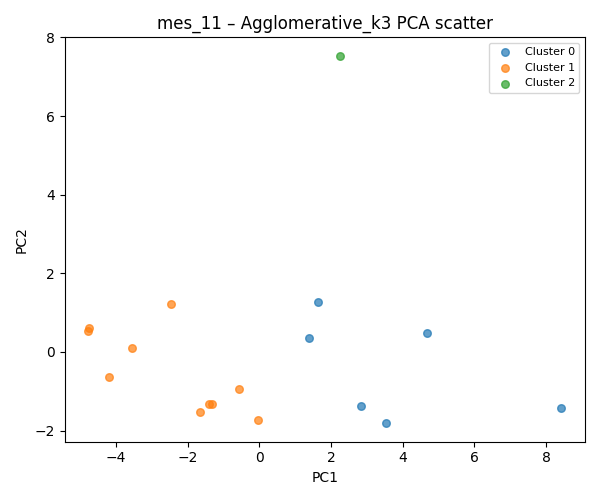 mes_11 – Agglomerative_k3 PCA scatter
Cluster 0
Cluster 1
Cluster 2
8
6
4
2
0
−2
PC2
−4 −2 0 2 4 6 8
PC1